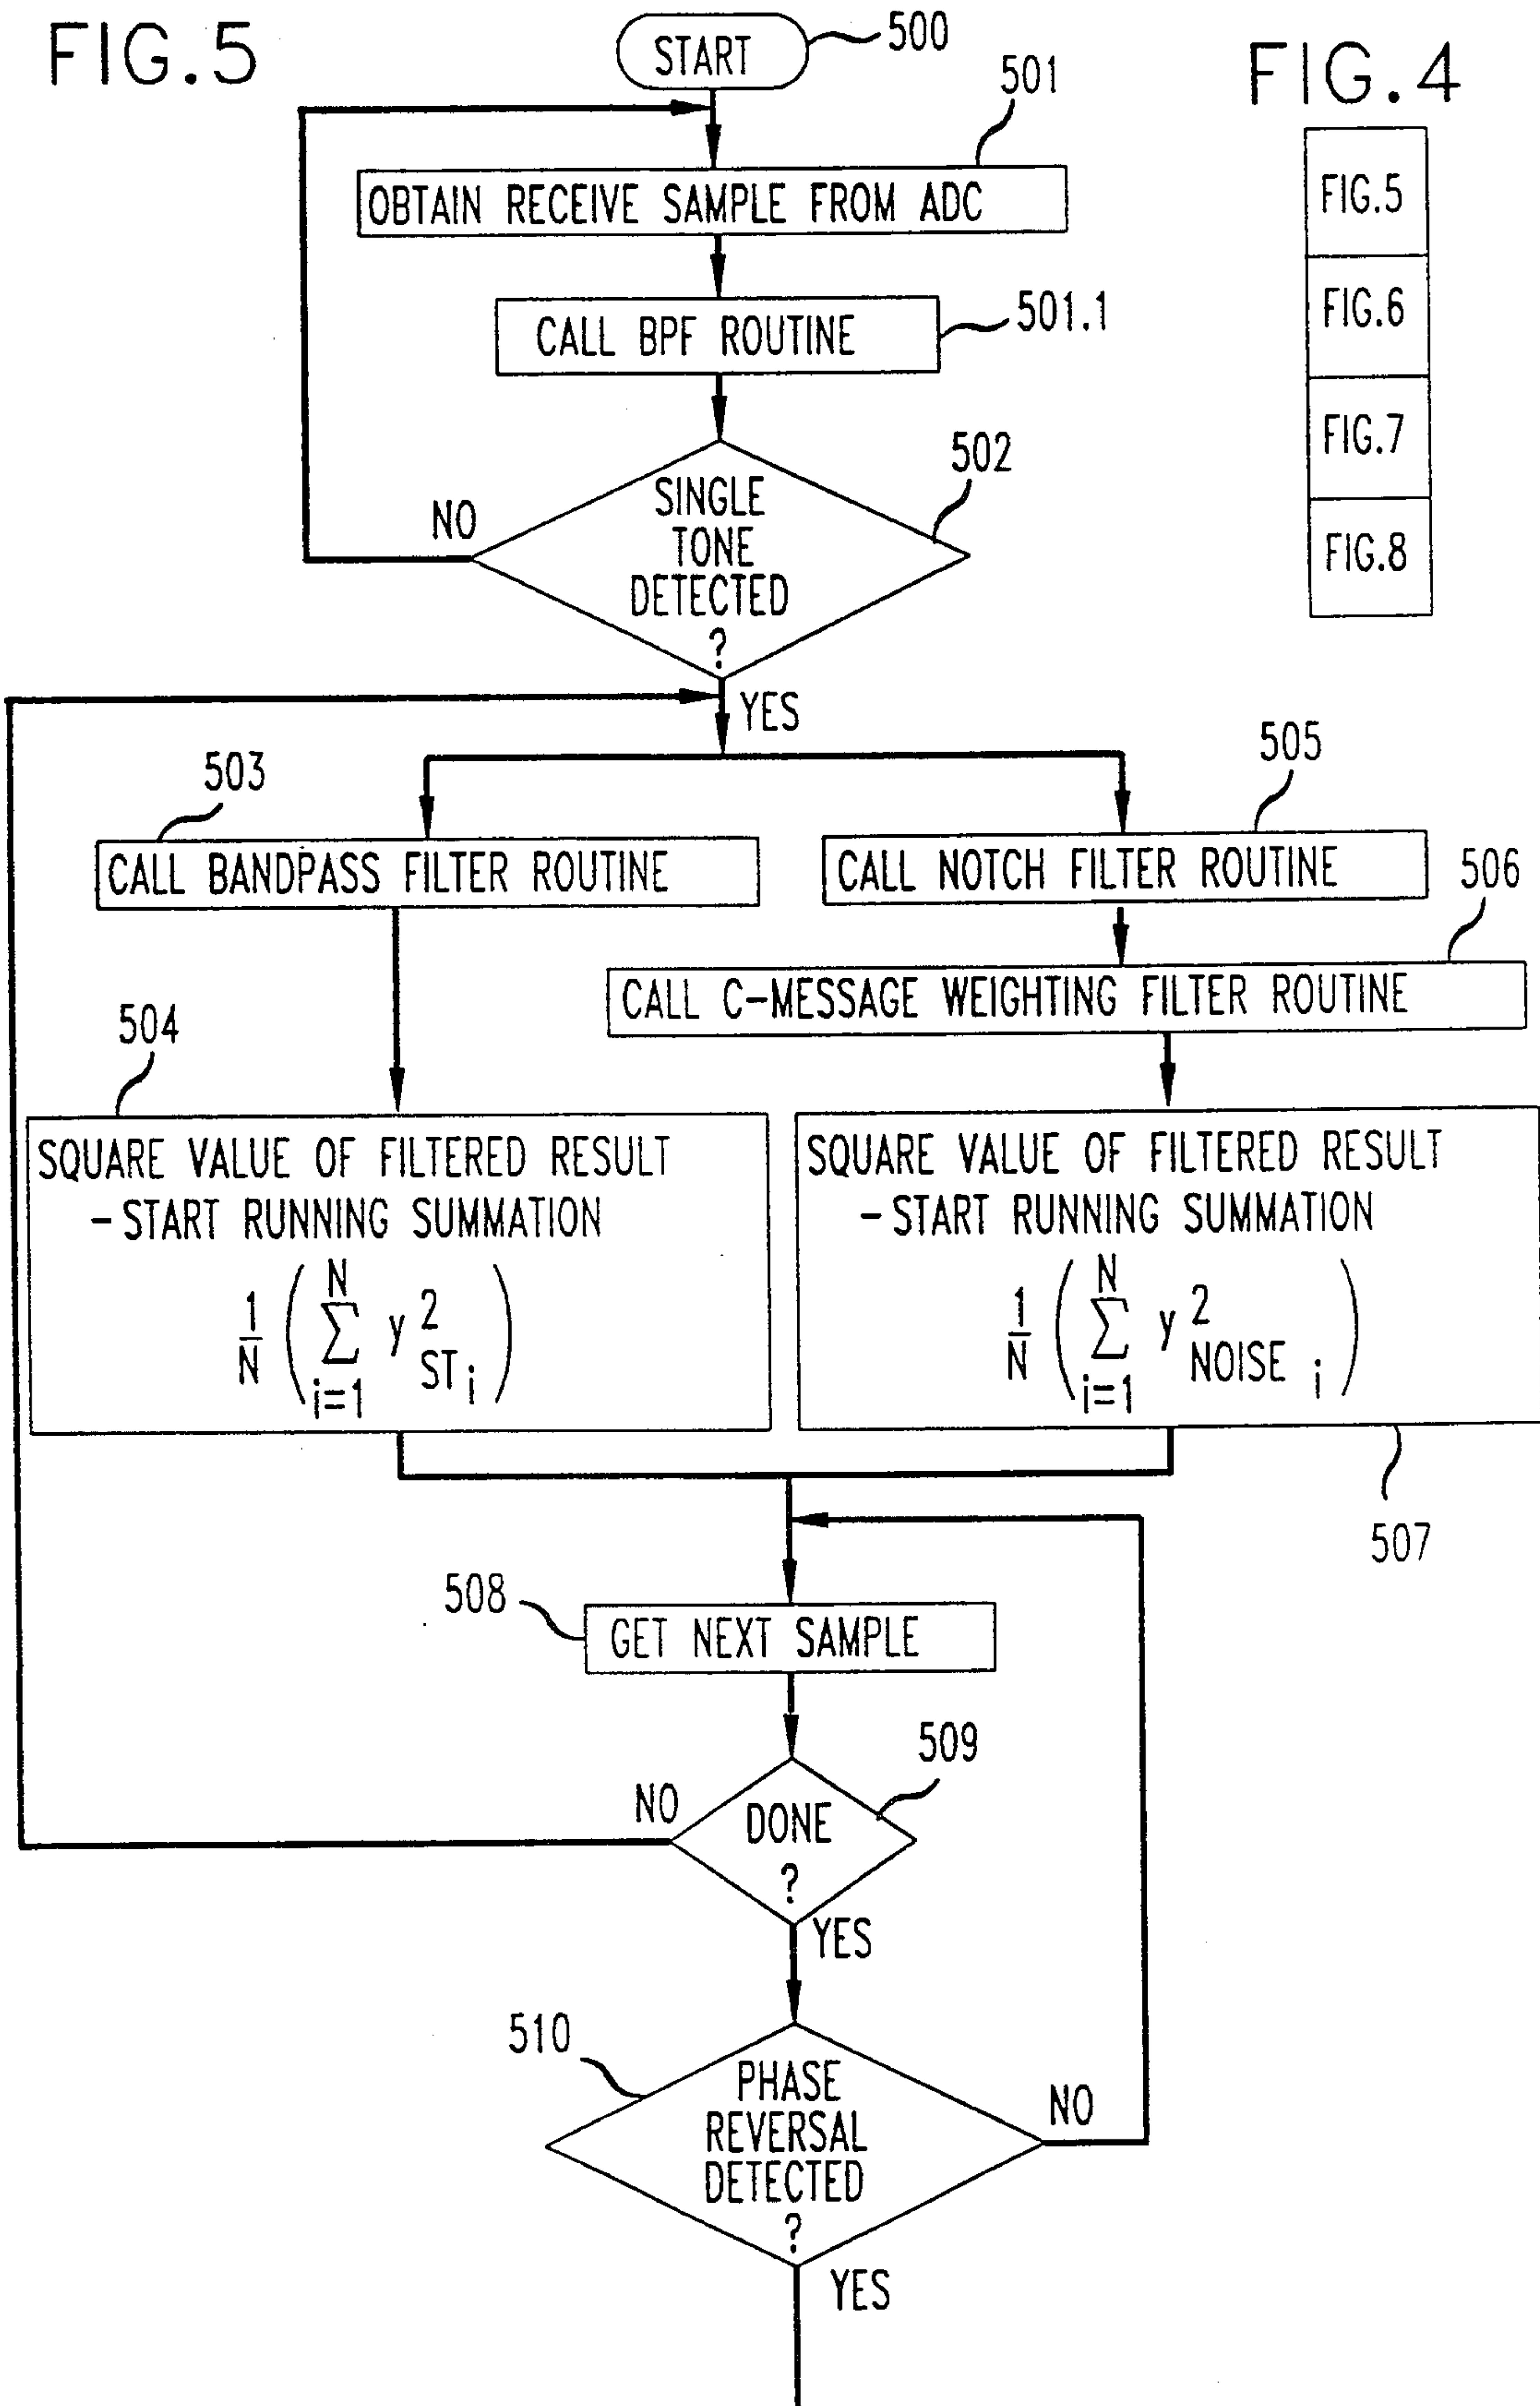 FIG.5
START
500
FIG.4
FIG.5
FIG.6
FIG.7
FIG.8
501
OBTAIN RECEIVE SAMPLE FROM ADC
CALL BPF ROUTINE
501.1
502
NO
SINGLE
TONE
DETECTED
?
YES
503
CALL BANDPASS FILTER ROUTINE
505
CALL NOTCH FILTER ROUTINE
506
CALL C-MESSAGE WEIGHTING FILTER ROUTINE
504
SQUARE VALUE OF FILTERED RESULT
-START RUNNING SUMMATION
1/N ( N ∑ i=1 y 2 ST i )
SQUARE VALUE OF FILTERED RESULT
-START RUNNING SUMMATION
1/N ( N ∑ i=1 y 2 NOISE i )
507
508
GET NEXT SAMPLE
509
NO
DONE
?
YES
510
PHASE
REVERSAL
DETECTED
?
NO
YES